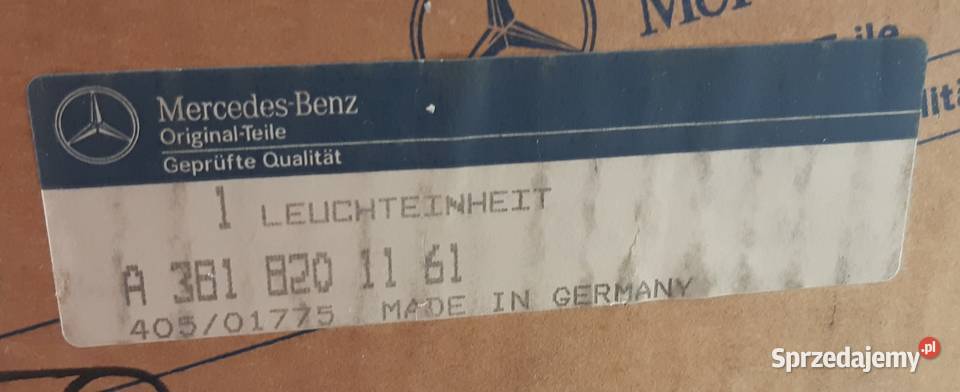 Mercedes-Benz
Original-Teile
Geprüfte Qualität
1 LEUCHTEINHEIT
A 381 820 11 61
405/01775 MADE IN GERMANY
Sprzedajemy.pl